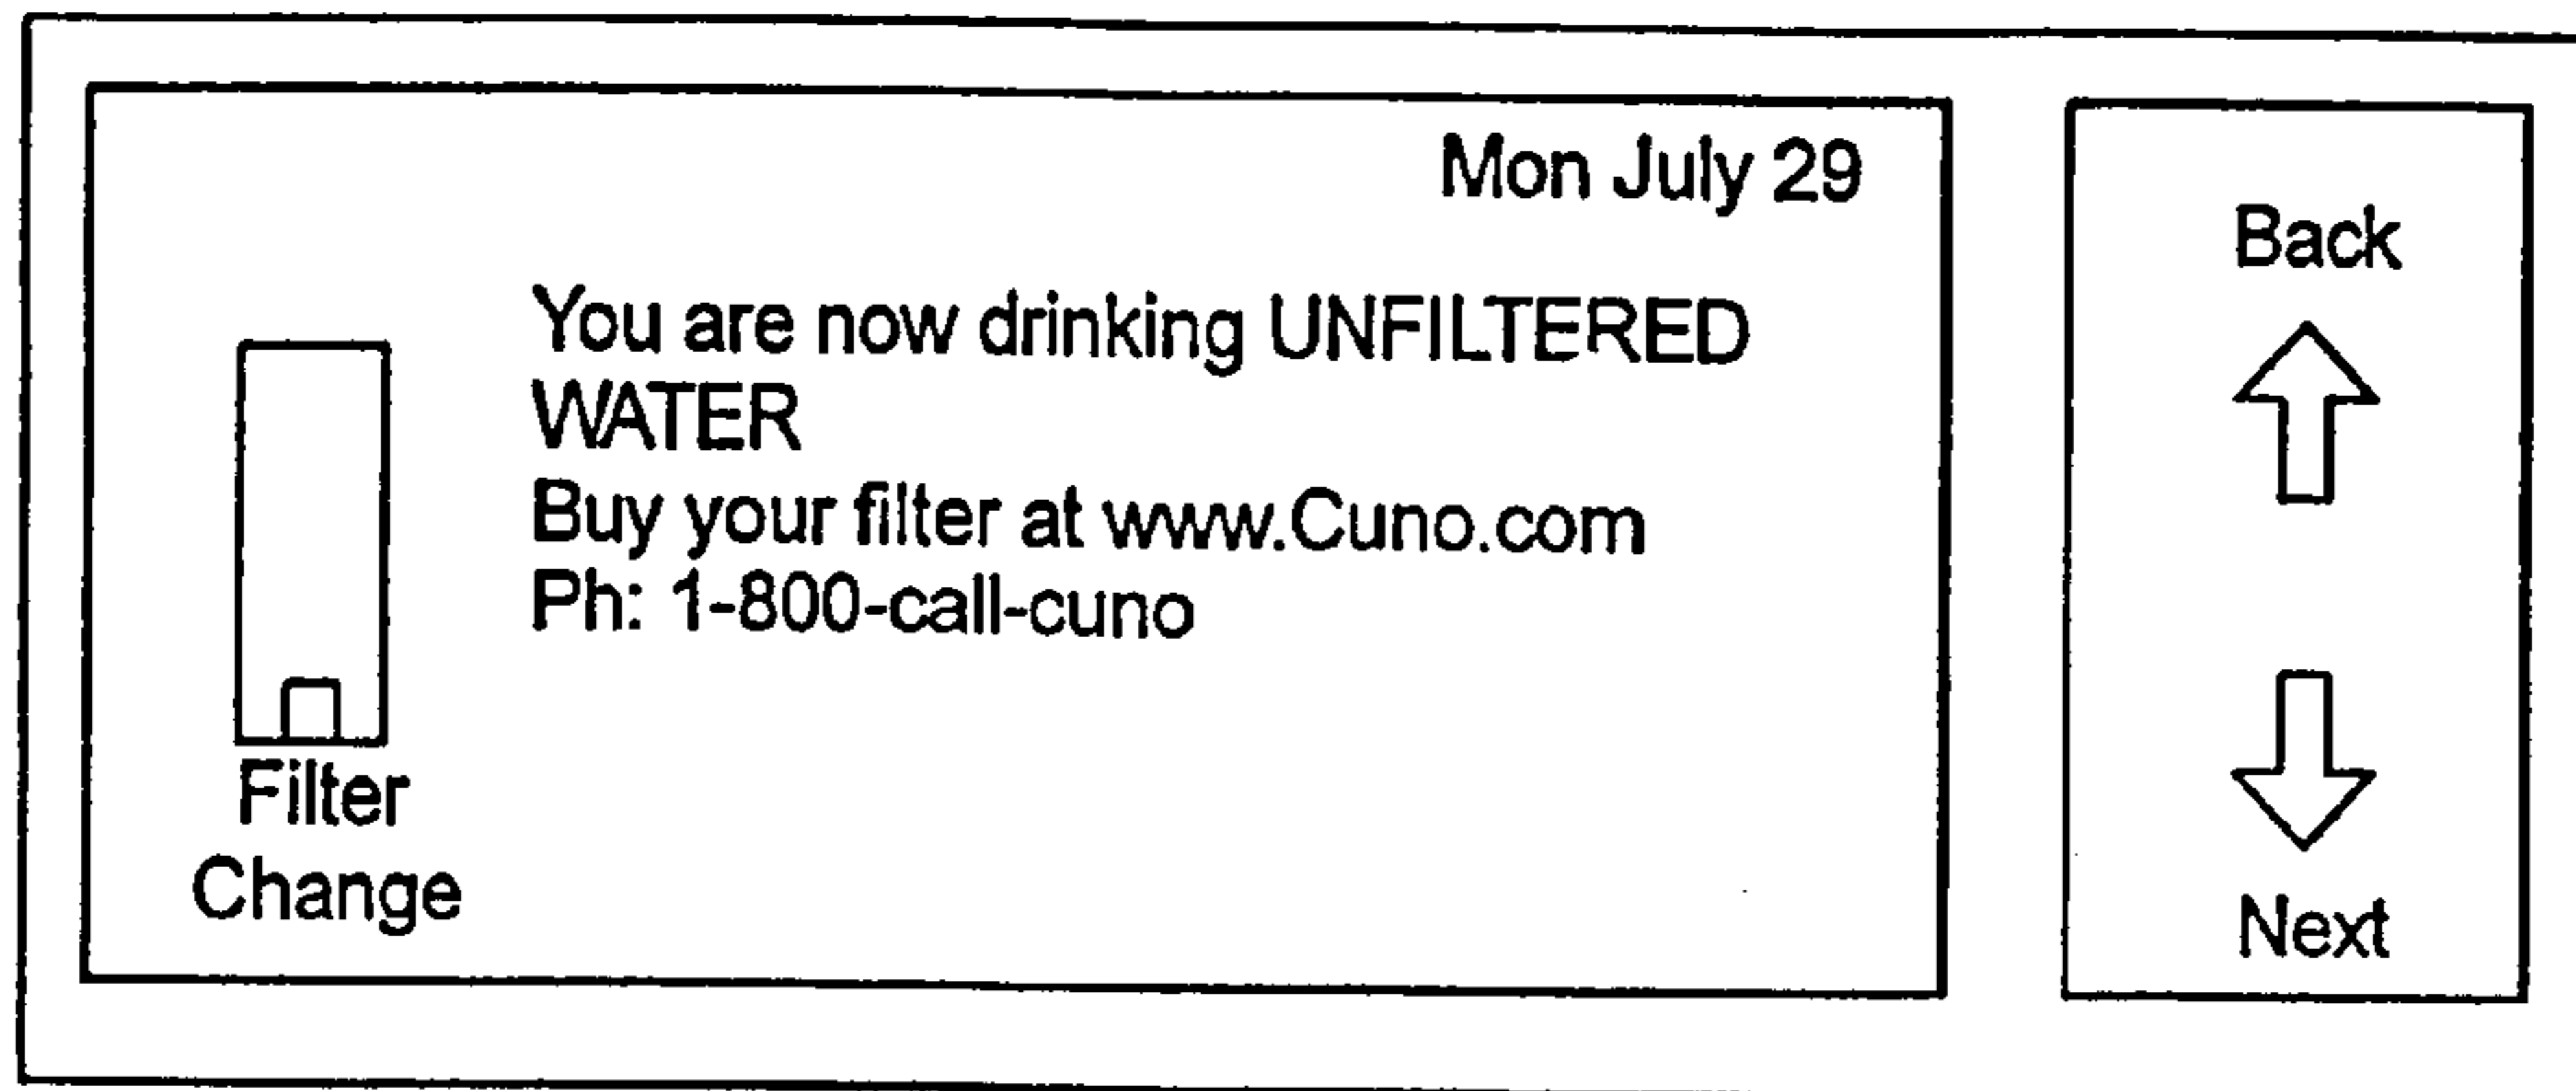 Mon July 29
You are now drinking UNFILTERED
WATER
Buy your filter at www.Cuno.com
Ph: 1-800-call-cuno
Filter
Change
Back
Next